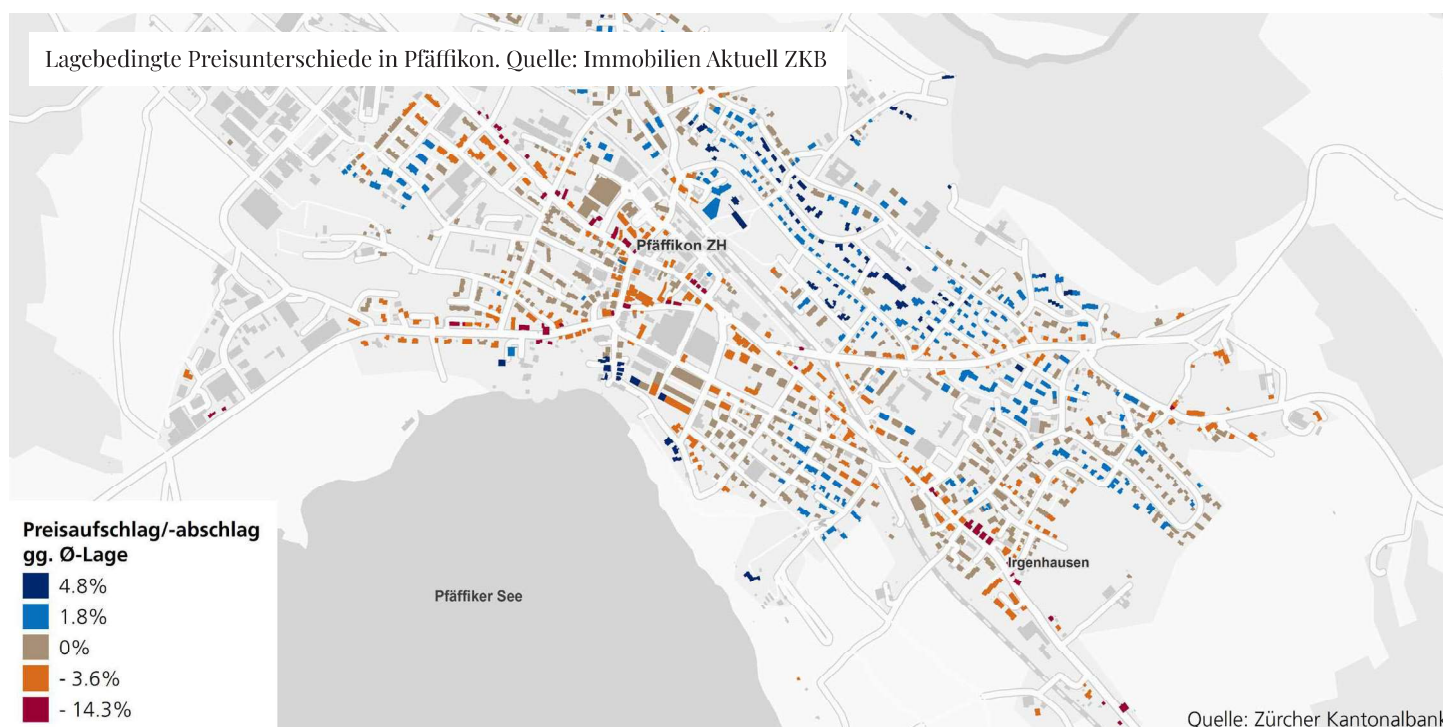 Lagebedingte Preisunterschiede in Pfäffikon. Quelle: Immobilien Aktuell ZKB
Pfäffikon ZH
Preisaufschlag/-abschlag
gg. Ø-Lage
4.8%
1.8%
0%
- 3.6%
- 14.3%
Pfäffiker See
Irgenhausen
Quelle: Zürcher Kantonalbanl